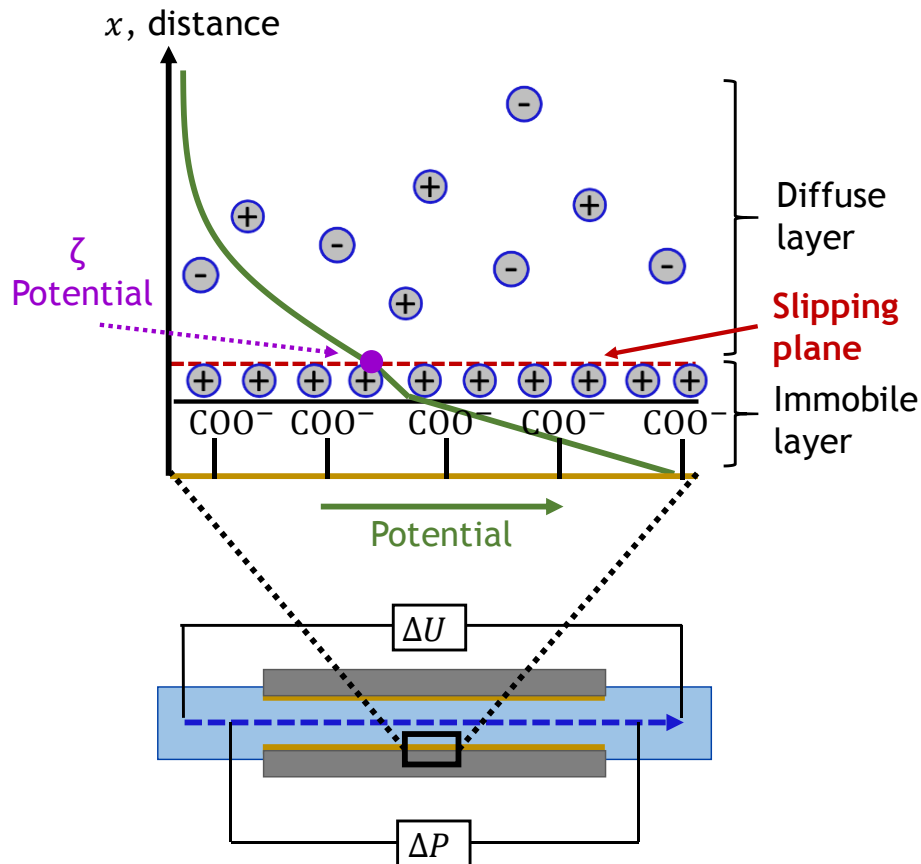 x, distance
ζ
Potential
Diffuse
layer
Slipping
plane
Immobile
layer
- 
+ + +
- - - -
+
+ + + + + + + + + +
COO⁻ COO⁻ COO⁻ COO⁻ COO⁻
Potential
ΔU
ΔP